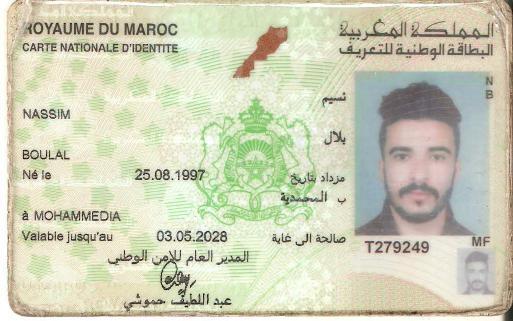 ROYAUME DU MAROC
المملكة المغربية
CARTE NATIONALE D'IDENTITE
البطاقة الوطنية للتعريف
نسيم
NASSIM
بلال
BOULAL
Né le 25.08.1997 مزداد بتاريخ
ب المحمدية
à MOHAMMEDIA
Valable jusqu'au 03.05.2028 صالحة الى غاية
المدير العام للامن الوطني
عبد اللطيف حموشي
T279249
N
B
MF